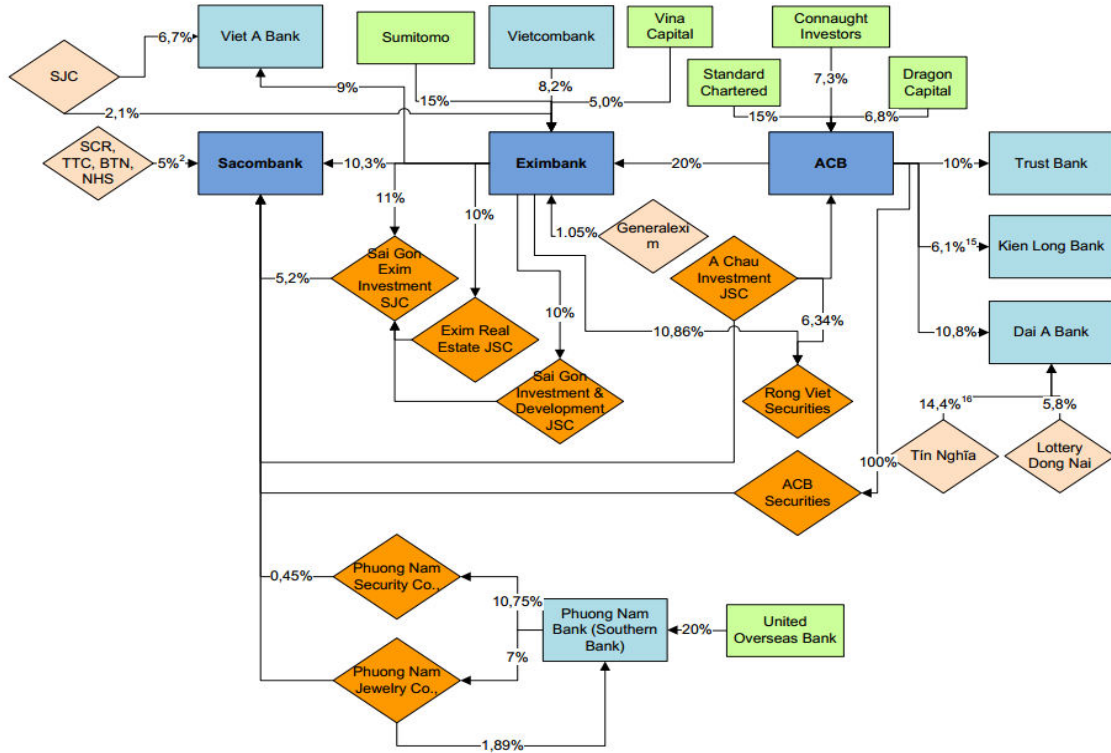 Viet A Bank
Sumitomo
Vietcombank
Vina
Capital
Connaught
Investors
SJC
6,7%
9%
15%
8,2%
5,0%
Standard
Chartered
7,3%
Dragon
Capital
2,1%
15%
6,8%
SCR,
TTC, BTN,
NHS
5%2
Sacombank
10,3%
Eximbank
20%
ACB
10%
Trust Bank
11%
10%
1.05%
Generalexi
m
6,1%15
Kien Long Bank
5,2%
Sai Gon
Exim
Investment
SJC
A Chau
Investment
JSC
Exim Real
Estate JSC
10%
10,86%
6,34%
10,8%
Dai A Bank
Sai Gon
Investment &
Development
JSC
Rong Viet
Securities
14,4%16
5,8%
Tín Nghĩa
Lottery
Dong Nai
100%
ACB
Securities
0,45%
Phuong Nam
Security Co.,
10,75%
Phuong Nam
Bank (Southern
Bank)
20%
United
Overseas Bank
7%
Phuong Nam
Jewelry Co.,
1,89%